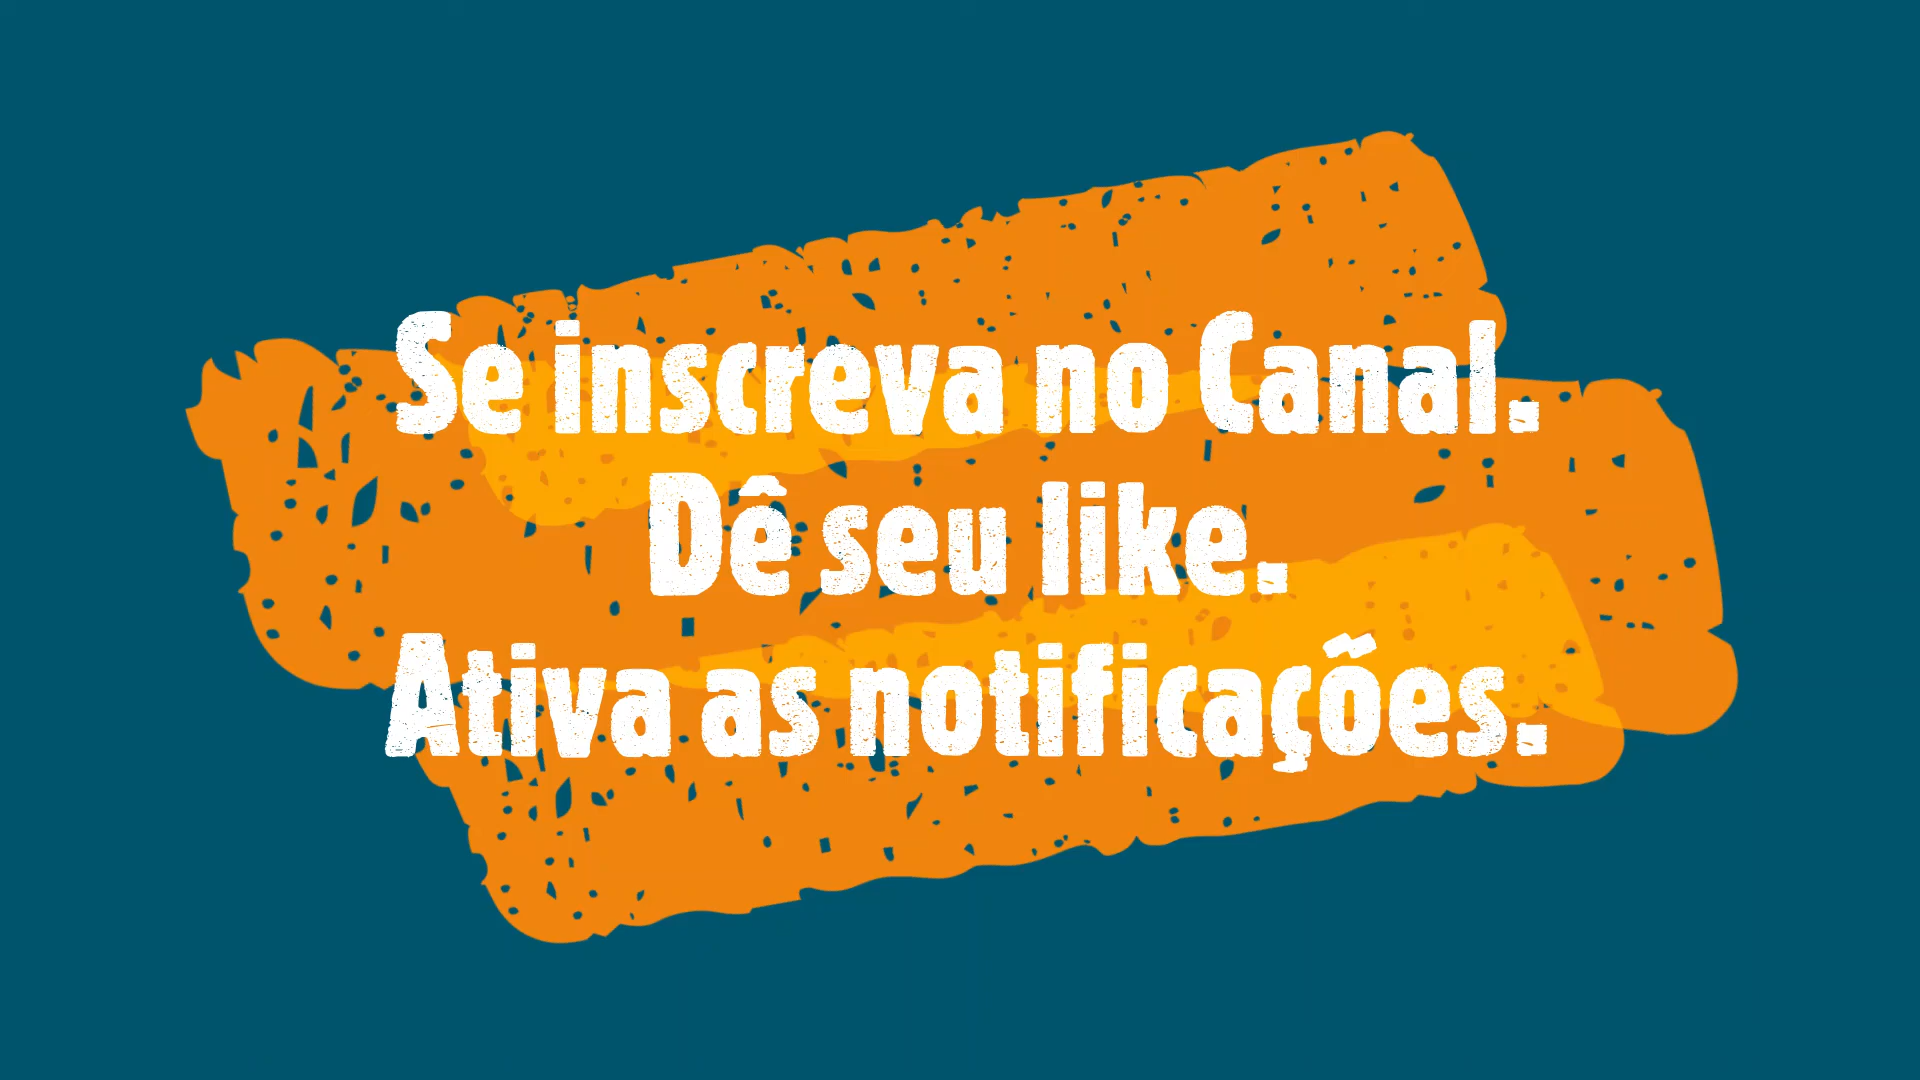 Se inscreva no Canal.
Dê seu like.
Ativa as notificações.